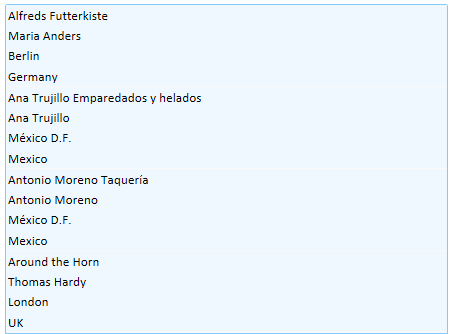 Alfreds Futterkiste
Maria Anders
Berlin
Germany
Ana Trujillo Emparedados y helados
Ana Trujillo
México D.F.
Mexico
Antonio Moreno Taquería
Antonio Moreno
México D.F.
Mexico
Around the Horn
Thomas Hardy
London
UK